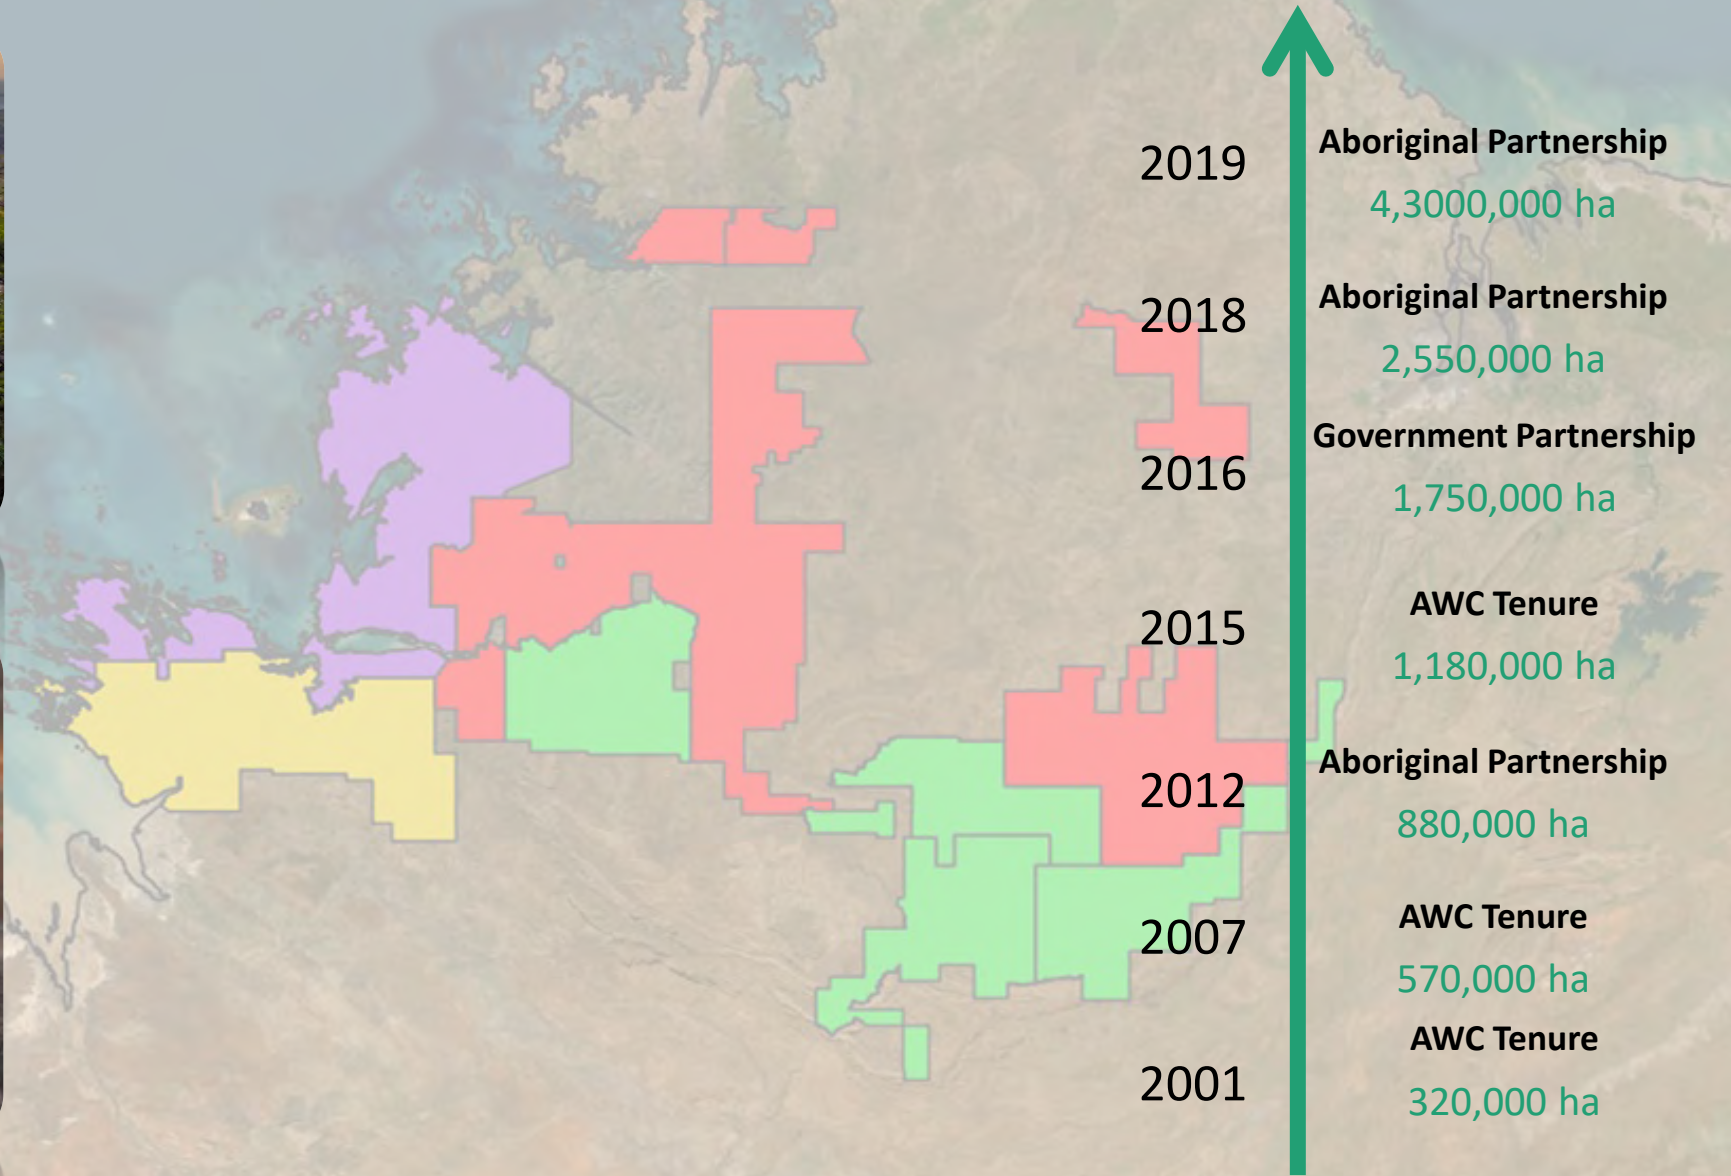 2019
Aboriginal Partnership
4,3000,000 ha
2018
Aboriginal Partnership
2,550,000 ha
2016
Government Partnership
1,750,000 ha
2015
AWC Tenure
1,180,000 ha
2012
Aboriginal Partnership
880,000 ha
2007
AWC Tenure
570,000 ha
2001
AWC Tenure
320,000 ha